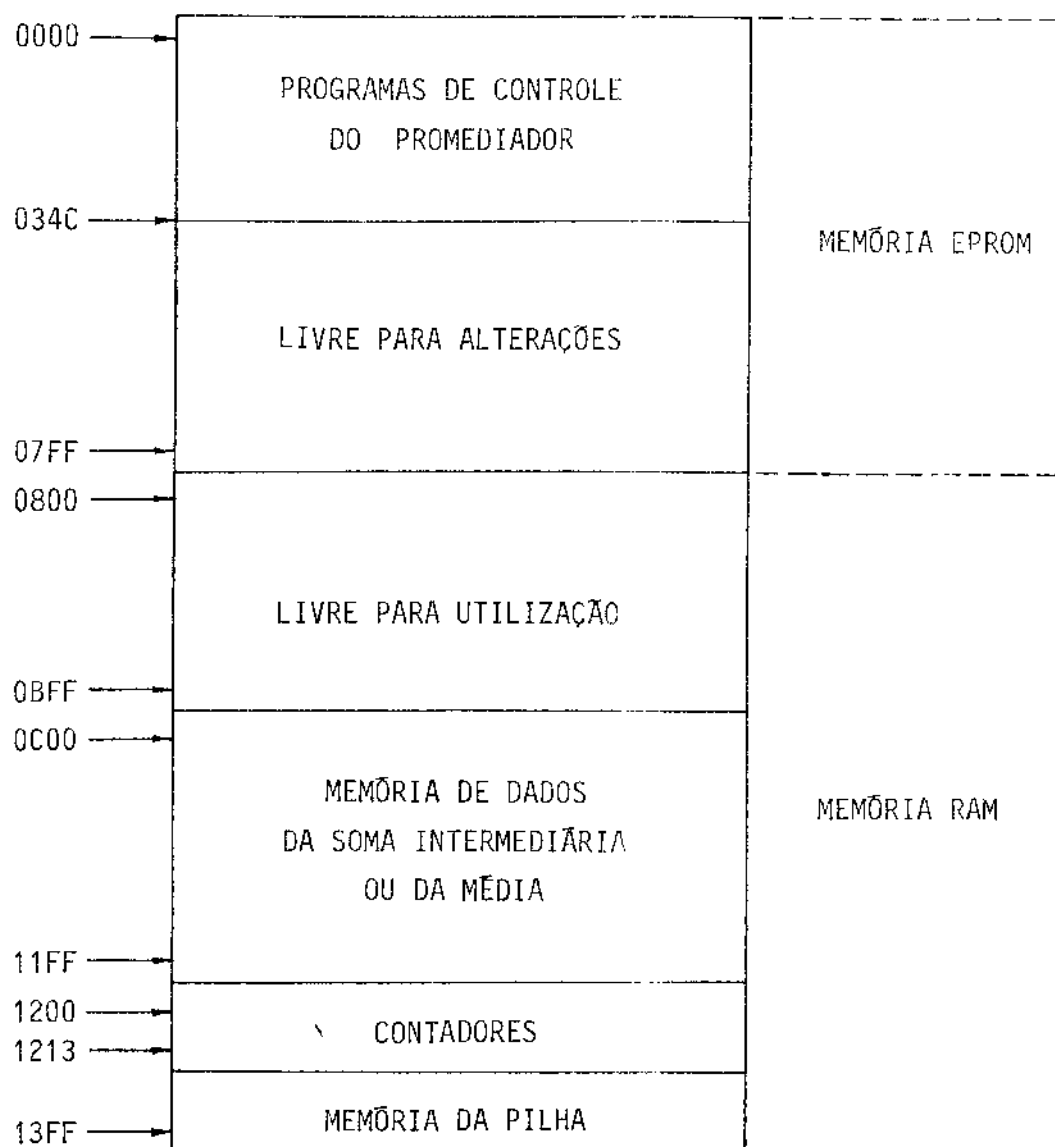 0000
PROGRAMAS DE CONTROLE
DO PROMEDIADOR
034C
MEMÓRIA EPROM
LIVRE PARA ALTERAÇÕES
07FF
0800
LIVRE PARA UTILIZAÇÃO
0BFF
0C00
MEMÓRIA DE DADOS
DA SOMA INTERMEDIÁRIA
OU DA MÉDIA
MEMÓRIA RAM
11FF
1200
CONTADORES
1213
MEMÓRIA DA PILHA
13FF